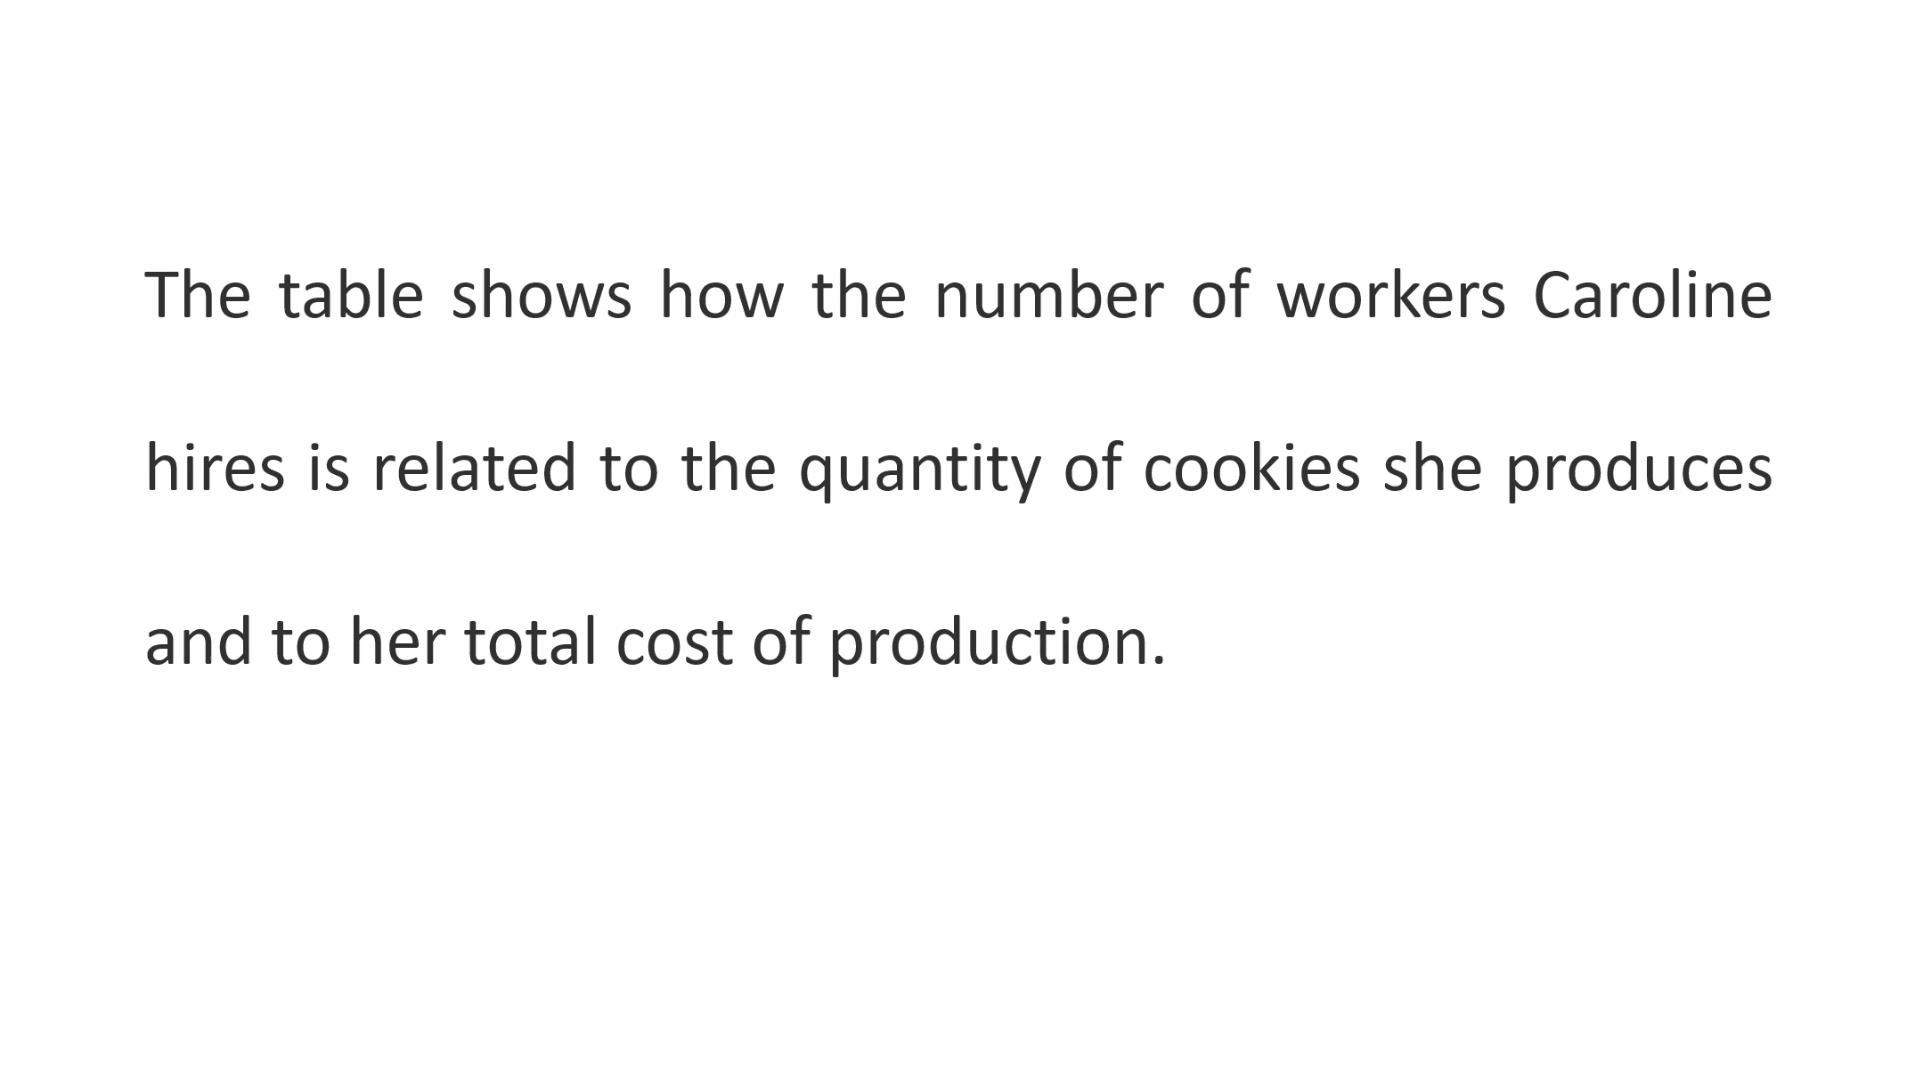 The table shows how the number of workers Caroline
hires is related to the quantity of cookies she produces
and to her total cost of production.